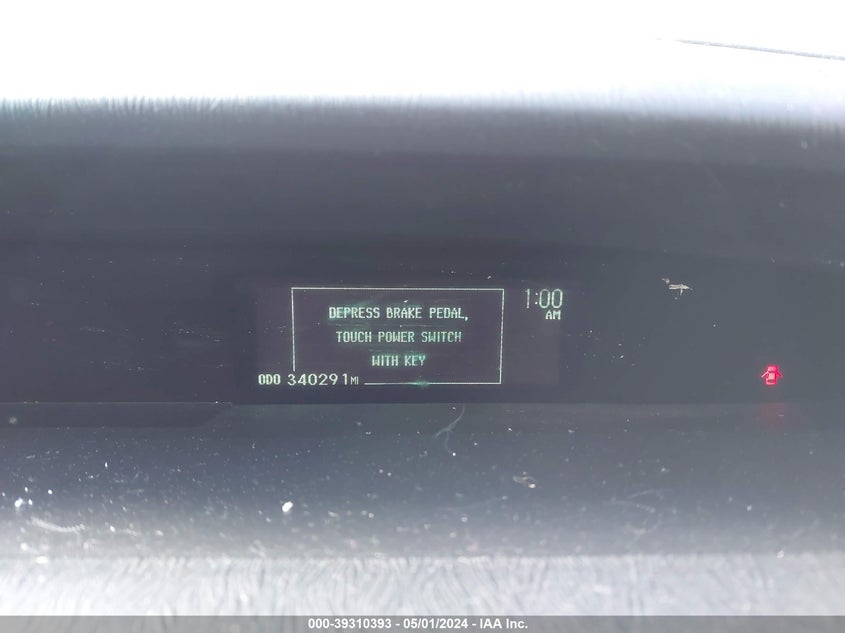 DEPRESS BRAKE PEDAL,
TOUCH POWER SWITCH
WITH KEY
1:00
AM
ODO 340291 MI
000-39310393 - 05/01/2024 - IAA Inc.